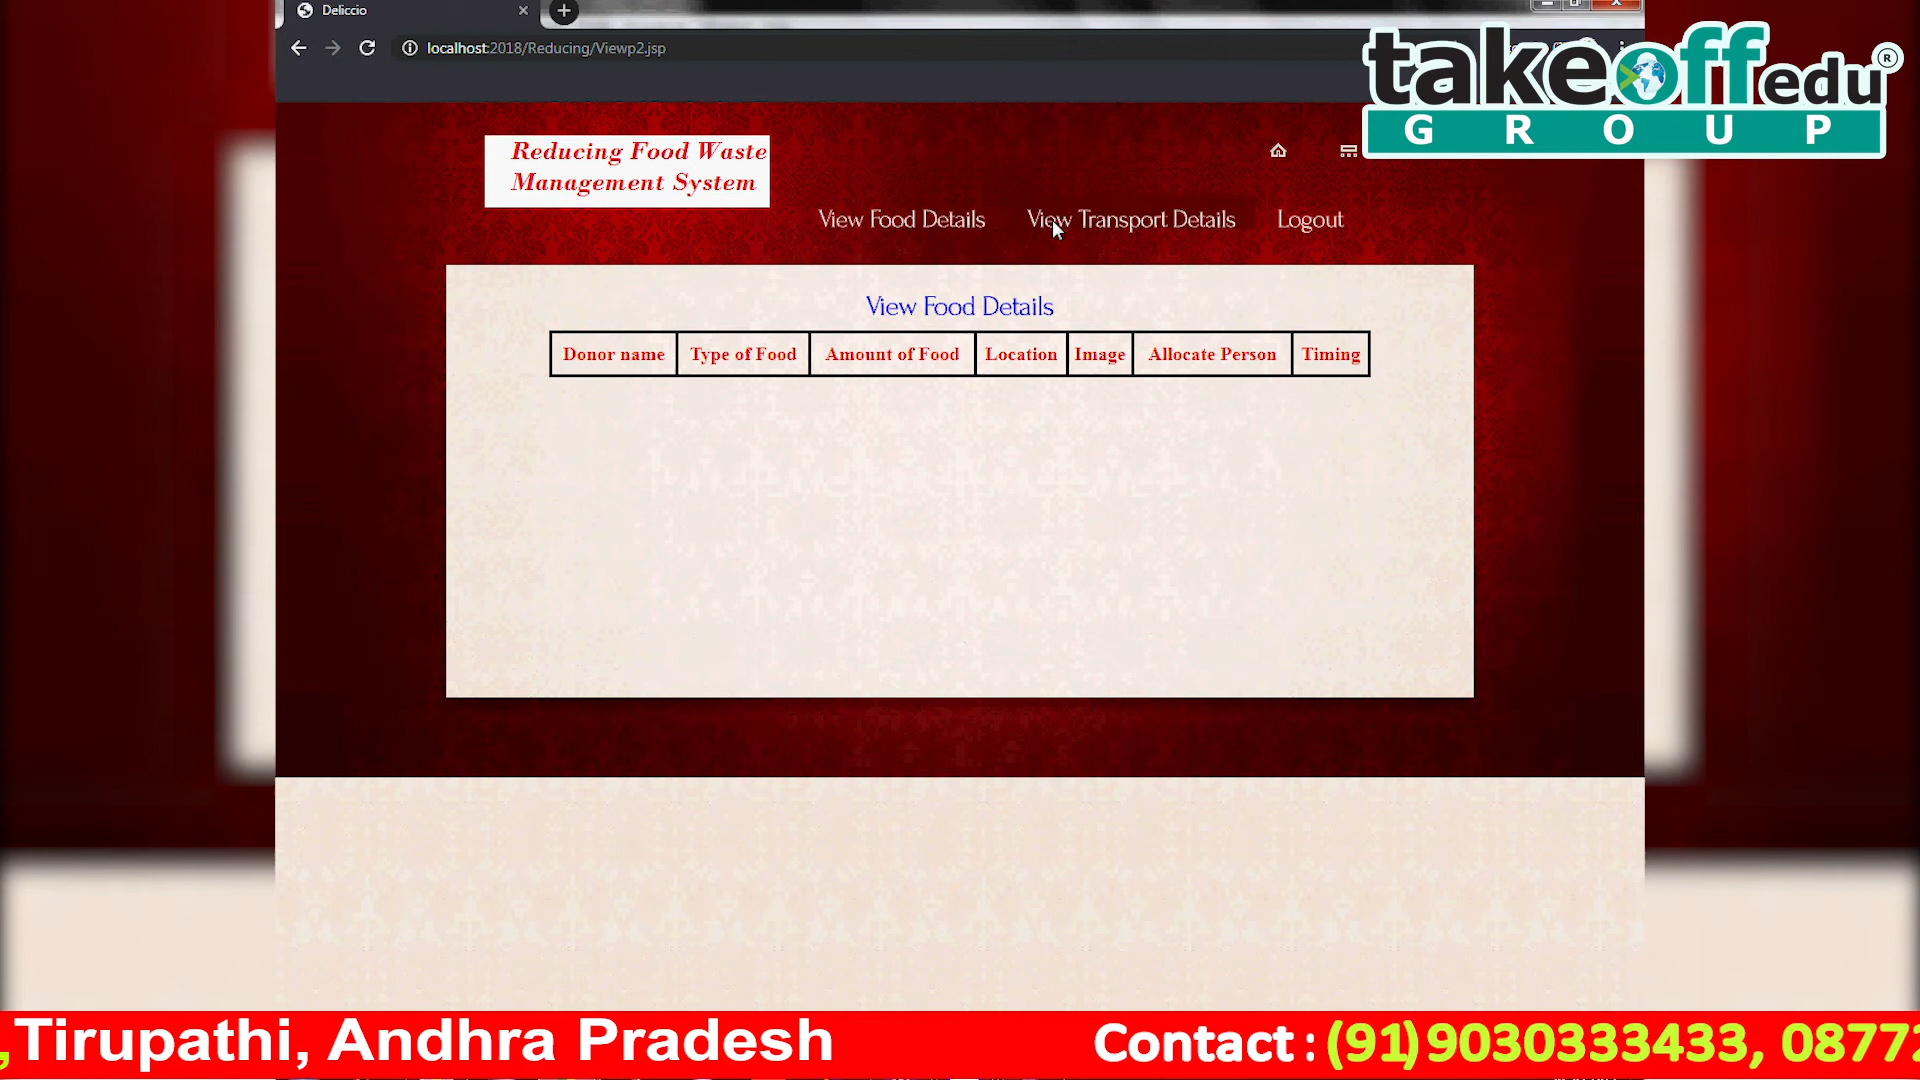 Deliccio
localhost:2018/Reducing/Viewp2.jsp
takeoffedu®
GROUP
Reducing Food Waste
Management System
View Food Details View Transport Details Logout
View Food Details
Donor name Type of Food Amount of Food Location Image Allocate Person Timing
,Tirupathi, Andhra Pradesh Contact : (91)9030333433, 08772